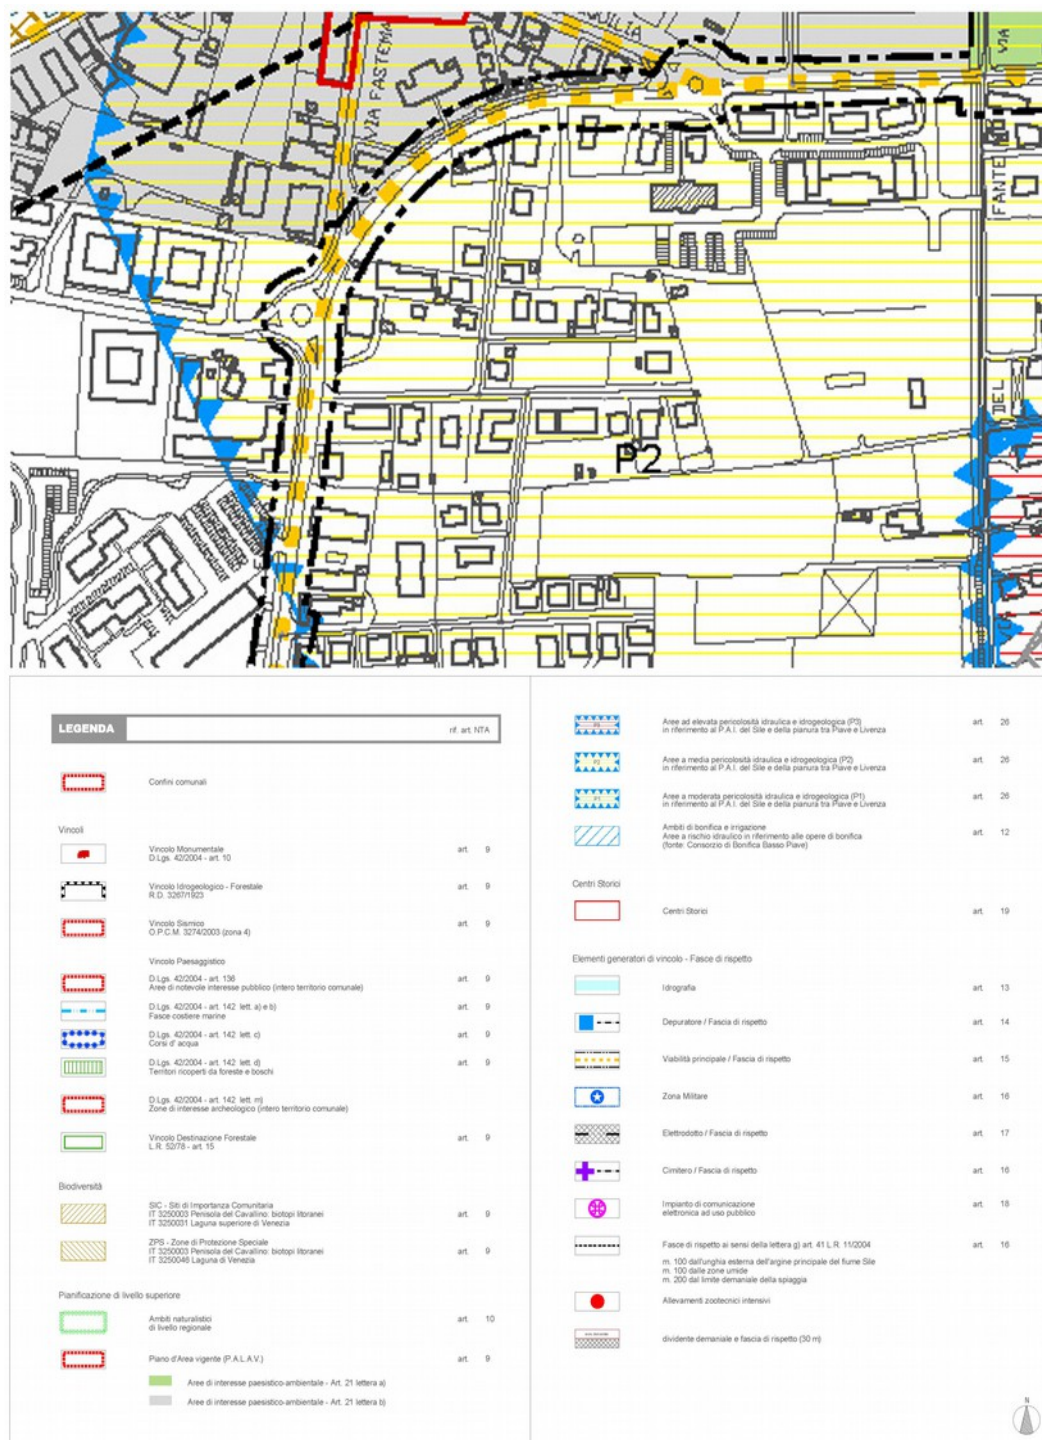 VIA PASTEMA
VIA
FANTE
P2
DEL
LEGENDA
rif. art. NTA
Confini comunali
Vincoli
Vincolo Monumentale
D.Lgs. 42/2004 - art. 10
art. 9
Vincolo Idrogeologico - Forestale
R.D. 3267/1923
art. 9
Vincolo Sismico
O.P.C.M. 3274/2003 (zona 4)
art. 9
Vincolo Paesaggistico
D.Lgs. 42/2004 - art. 136
Aree di notevole interesse pubblico (intero territorio comunale)
art. 9
D.Lgs. 42/2004 - art. 142 lett. a) e b)
Fasce costiere marine
art. 9
D.Lgs. 42/2004 - art. 142 lett. c)
Corsi d' acqua
art. 9
D.Lgs. 42/2004 - art. 142 lett. d)
Territori ricoperti da foreste e boschi
art. 9
D.Lgs. 42/2004 - art. 142 lett. m)
Zone di interesse archeologico (intero territorio comunale)
art. 9
Vincolo Destinazione Forestale
L.R. 52/78 - art. 15
art. 9
Biodiversità
SIC - Siti di Importanza Comunitaria
IT 3250003 Penisola del Cavallino: biotopi litoranei
IT 3250031 Laguna superiore di Venezia
art. 9
ZPS - Zone di Protezione Speciale
IT 3250003 Penisola del Cavallino: biotopi litoranei
IT 3250046 Laguna di Venezia
art. 9
Pianificazione di livello superiore
Ambiti naturalistici
di livello regionale
art. 10
Piano d'Area vigente (P.A.L.A.V.)
art. 9
Aree di interesse paesistico-ambientale - Art. 21 lettera a)
Aree di interesse paesistico-ambientale - Art. 21 lettera b)
P3
Aree ad elevata pericolosità idraulica e idrogeologica (P3)
in riferimento al P.A.I. del Sile e della pianura tra Piave e Livenza
art. 26
P2
Aree a media pericolosità idraulica e idrogeologica (P2)
in riferimento al P.A.I. del Sile e della pianura tra Piave e Livenza
art. 26
P1
Aree a moderata pericolosità idraulica e idrogeologica (P1)
in riferimento al P.A.I. del Sile e della pianura tra Piave e Livenza
art. 26
Ambiti di bonifica e irrigazione
Aree a rischio idraulico in riferimento alle opere di bonifica
(fonte: Consorzio di Bonifica Basso Piave)
art. 12
Centri Storici
Centri Storici
art. 19
Elementi generatori di vincolo - Fasce di rispetto
Idrografia
art. 13
Depuratore / Fascia di rispetto
art. 14
Viabilità principale / Fascia di rispetto
art. 15
Zona Militare
art. 16
Elettrodotto / Fascia di rispetto
art. 17
Cimitero / Fascia di rispetto
art. 16
Impianto di comunicazione
elettronica ad uso pubblico
art. 18
Fasce di rispetto ai sensi della lettera g) art. 41 L.R. 11/2004
art. 16
m. 100 dall'unghia esterna dell'argine principale del fiume Sile
m. 100 dalle zone umide
m. 200 dal limite demaniale della spiaggia
Allevamenti zootecnici intensivi
dividente demaniale e fascia di rispetto (30 m)
N